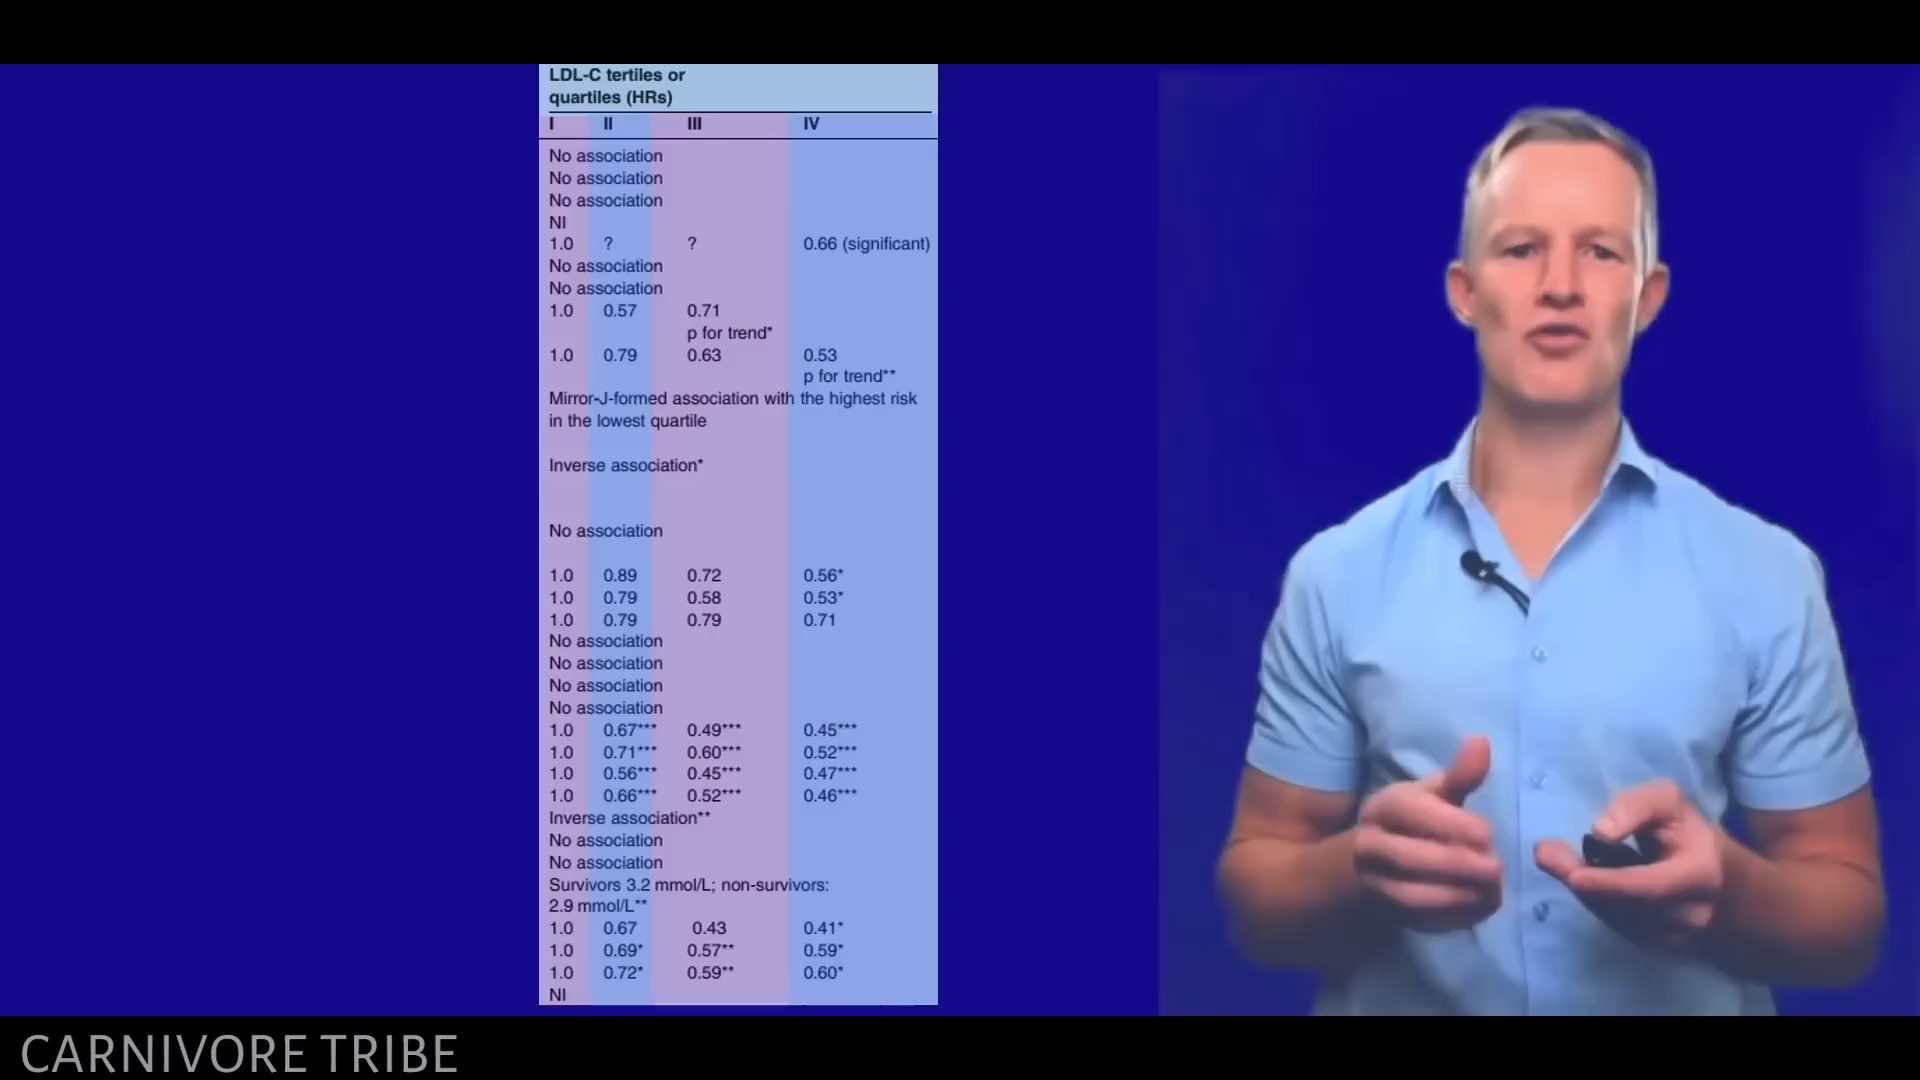 LDL-C tertiles or
quartiles (HRs)
I II III IV
No association
No association
No association
NI
1.0 ? ? 0.66 (significant)
No association
No association
1.0 0.57 0.71
p for trend*
1.0 0.79 0.63 0.53
p for trend**
Mirror-J-formed association with the highest risk
in the lowest quartile
Inverse association*
No association
1.0 0.89 0.72 0.56*
1.0 0.79 0.58 0.53*
1.0 0.79 0.79 0.71
No association
No association
No association
No association
1.0 0.67*** 0.49*** 0.45***
1.0 0.71*** 0.60*** 0.52***
1.0 0.56*** 0.45*** 0.47***
1.0 0.66*** 0.52*** 0.46***
Inverse association**
No association
No association
Survivors 3.2 mmol/L; non-survivors:
2.9 mmol/L**
1.0 0.67 0.43 0.41*
1.0 0.69* 0.57** 0.59*
1.0 0.72* 0.59** 0.60*
NI
CARNIVORE TRIBE